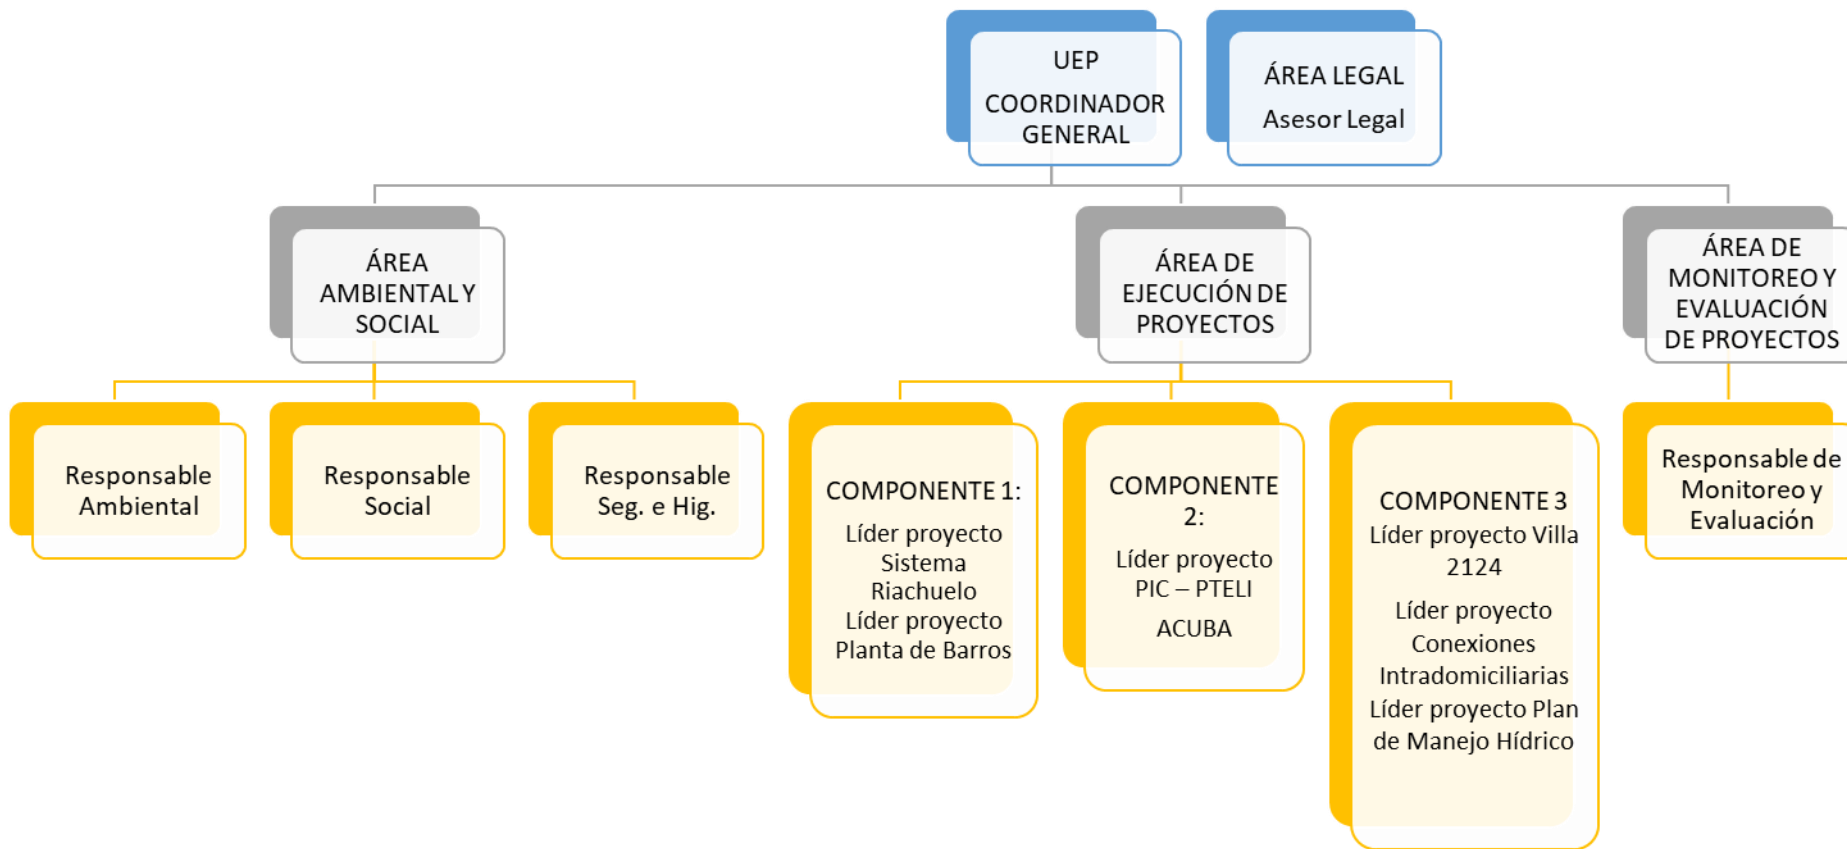 UEP
COORDINADOR
GENERAL
ÁREA LEGAL
Asesor Legal
ÁREA
AMBIENTAL Y
SOCIAL
ÁREA DE
EJECUCIÓN DE
PROYECTOS
ÁREA DE
MONITOREO Y
EVALUACIÓN
DE PROYECTOS
Responsable
Ambiental
Responsable
Social
Responsable
Seg. e Hig.
COMPONENTE 1:
Líder proyecto
Sistema
Riachuelo
Líder proyecto
Planta de Barros
COMPONENTE
2:
Líder proyecto
PIC – PTELI
ACUBA
COMPONENTE 3
Líder proyecto Villa
2124
Líder proyecto
Conexiones
Intradomiciliarias
Líder proyecto Plan
de Manejo Hídrico
Responsable de
Monitoreo y
Evaluación